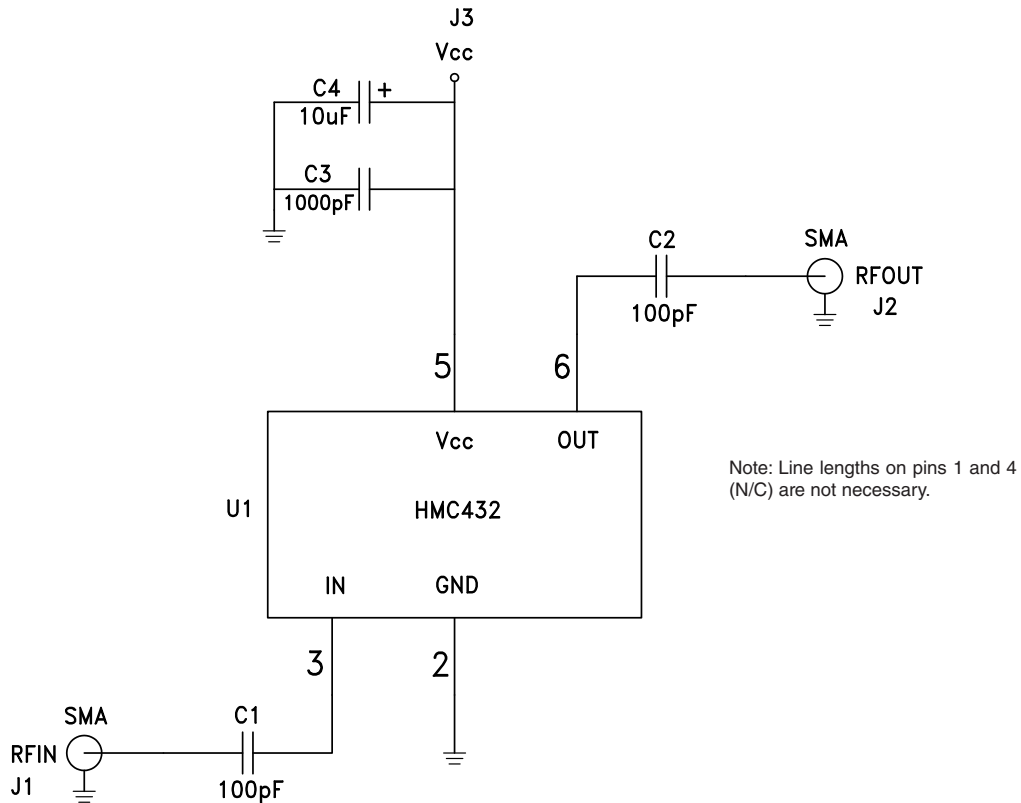 J3
Vcc
C4
+
10uF
C3
1000pF
C2
100pF
SMA
RFOUT
J2
5
6
Vcc
OUT
U1
HMC432
IN
GND
Note: Line lengths on pins 1 and 4
(N/C) are not necessary.
3
2
SMA
RFIN
J1
C1
100pF